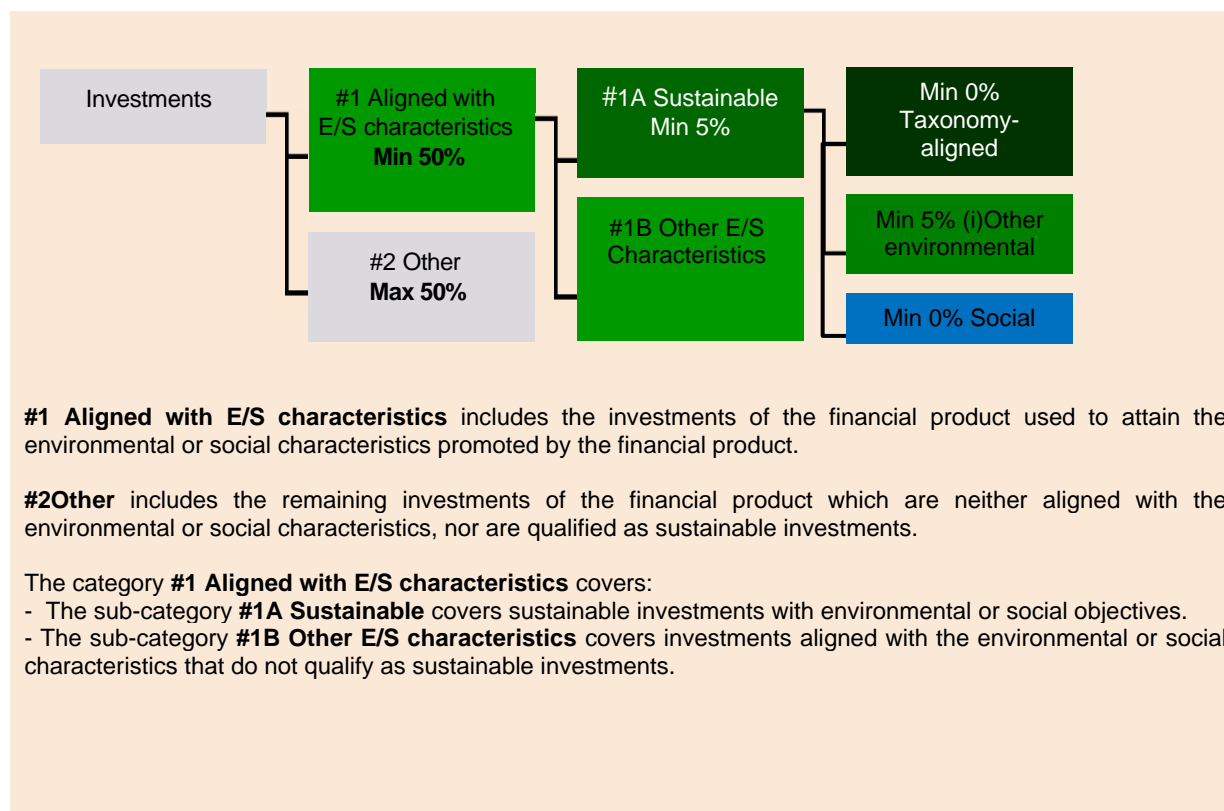 Investments
#1 Aligned with
E/S characteristics
Min 50%
#2 Other
Max 50%
#1A Sustainable
Min 5%
#1B Other E/S
Characteristics
Min 0%
Taxonomy-
aligned
Min 5% (i)Other
environmental
Min 0% Social
#1 Aligned with E/S characteristics includes the investments of the financial product used to attain the
environmental or social characteristics promoted by the financial product.
#2Other includes the remaining investments of the financial product which are neither aligned with the
environmental or social characteristics, nor are qualified as sustainable investments.
The category #1 Aligned with E/S characteristics covers:
- The sub-category #1A Sustainable covers sustainable investments with environmental or social objectives.
- The sub-category #1B Other E/S characteristics covers investments aligned with the environmental or social
characteristics that do not qualify as sustainable investments.